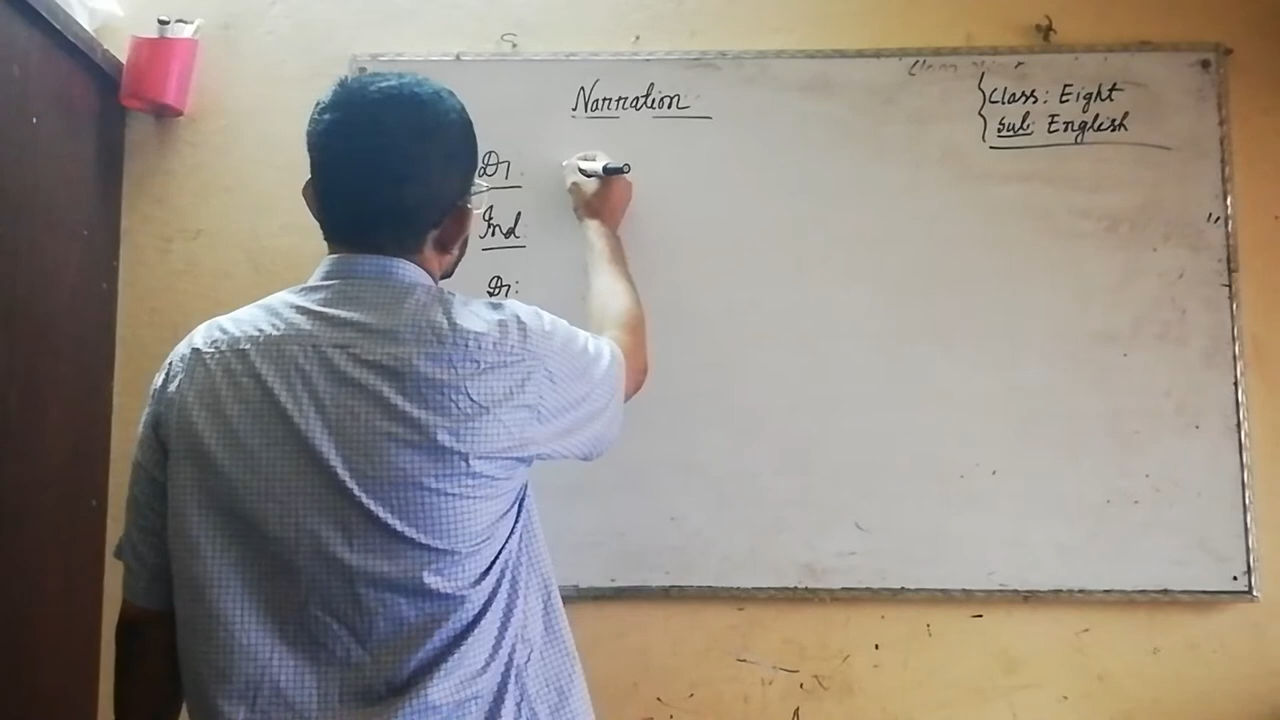 Narration
Class: Eight
Sub: English
Dr.
Ind
Dr: